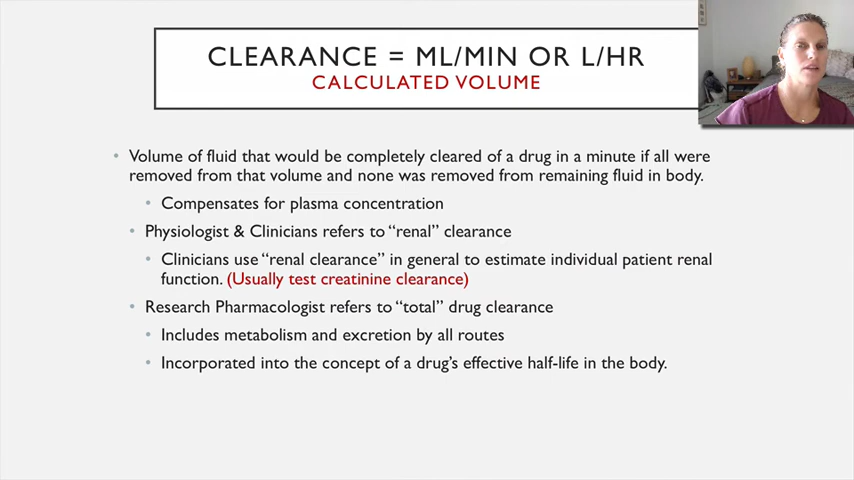 CLEARANCE = ML/MIN OR L/HR
CALCULATED VOLUME
• Volume of fluid that would be completely cleared of a drug in a minute if all were
removed from that volume and none was removed from remaining fluid in body.
• Compensates for plasma concentration
• Physiologist & Clinicians refers to “renal” clearance
• Clinicians use “renal clearance” in general to estimate individual patient renal
function. (Usually test creatinine clearance)
• Research Pharmacologist refers to “total” drug clearance
• Includes metabolism and excretion by all routes
• Incorporated into the concept of a drug’s effective half-life in the body.